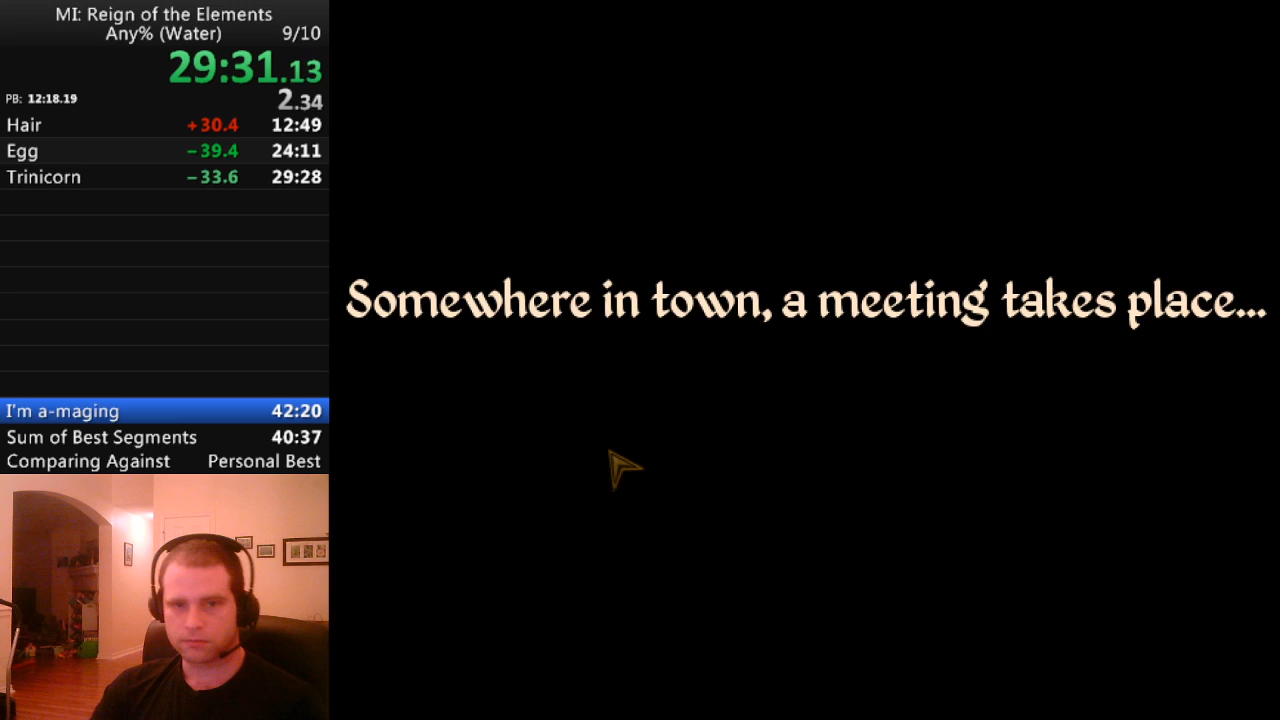 MI: Reign of the Elements
Any% (Water) 9/10
29:31.13
PB: 12:18.19 2.34
Hair +30.4 12:49
Egg -39.4 24:11
Trinicorn -33.6 29:28
I'm a-maging 42:20
Sum of Best Segments 40:37
Comparing Against Personal Best
Somewhere in town, a meeting takes place...